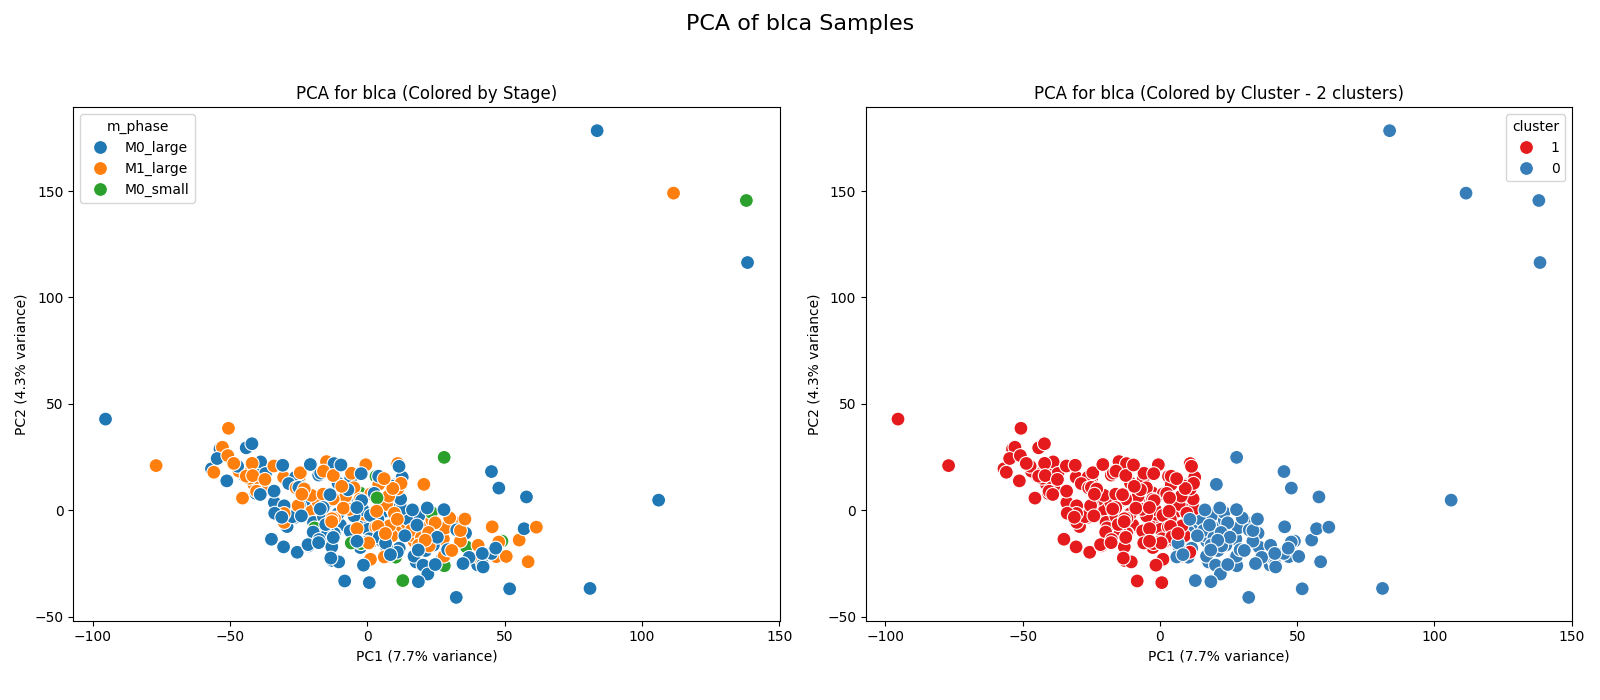 PCA of blca Samples
PCA for blca (Colored by Stage)
m_phase
M0_large
M1_large
M0_small
150
100
50
0
−50
PC2 (4.3% variance)
−100
−50
0
50
100
150
PC1 (7.7% variance)
PCA for blca (Colored by Cluster - 2 clusters)
cluster
1
0
150
100
50
0
−50
PC2 (4.3% variance)
−100
−50
0
50
100
150
PC1 (7.7% variance)